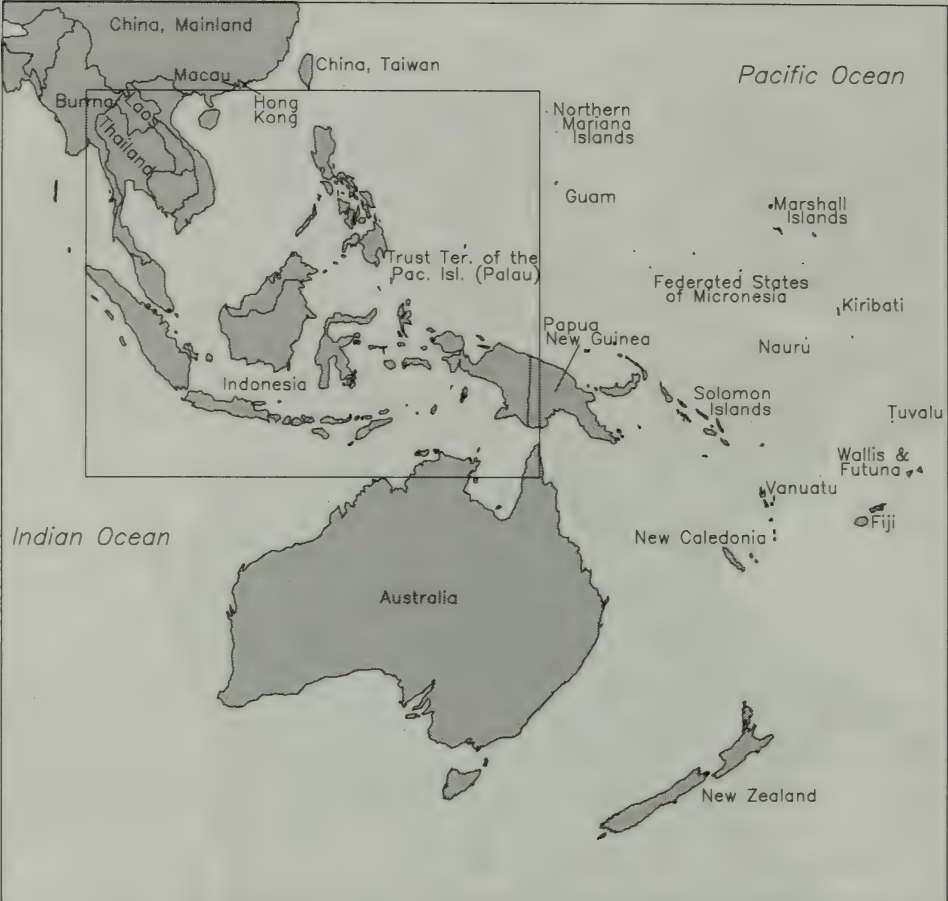 China, Mainland
China, Taiwan
Pacific Ocean
Macau
Burma
Laos
Hong
Kong
Thailand
Northern
Mariana
Islands
Guam
Marshall
Islands
Trust Ter. of the
Pac. Isl. (Palau)
Federated States
of Micronesia
Kiribati
Papua
New Guinea
Nauru
Indonesia
Solomon
Islands
Tuvalu
Wallis &
Futuna
Vanuatu
Fiji
Indian Ocean
New Caledonia
Australia
New Zealand